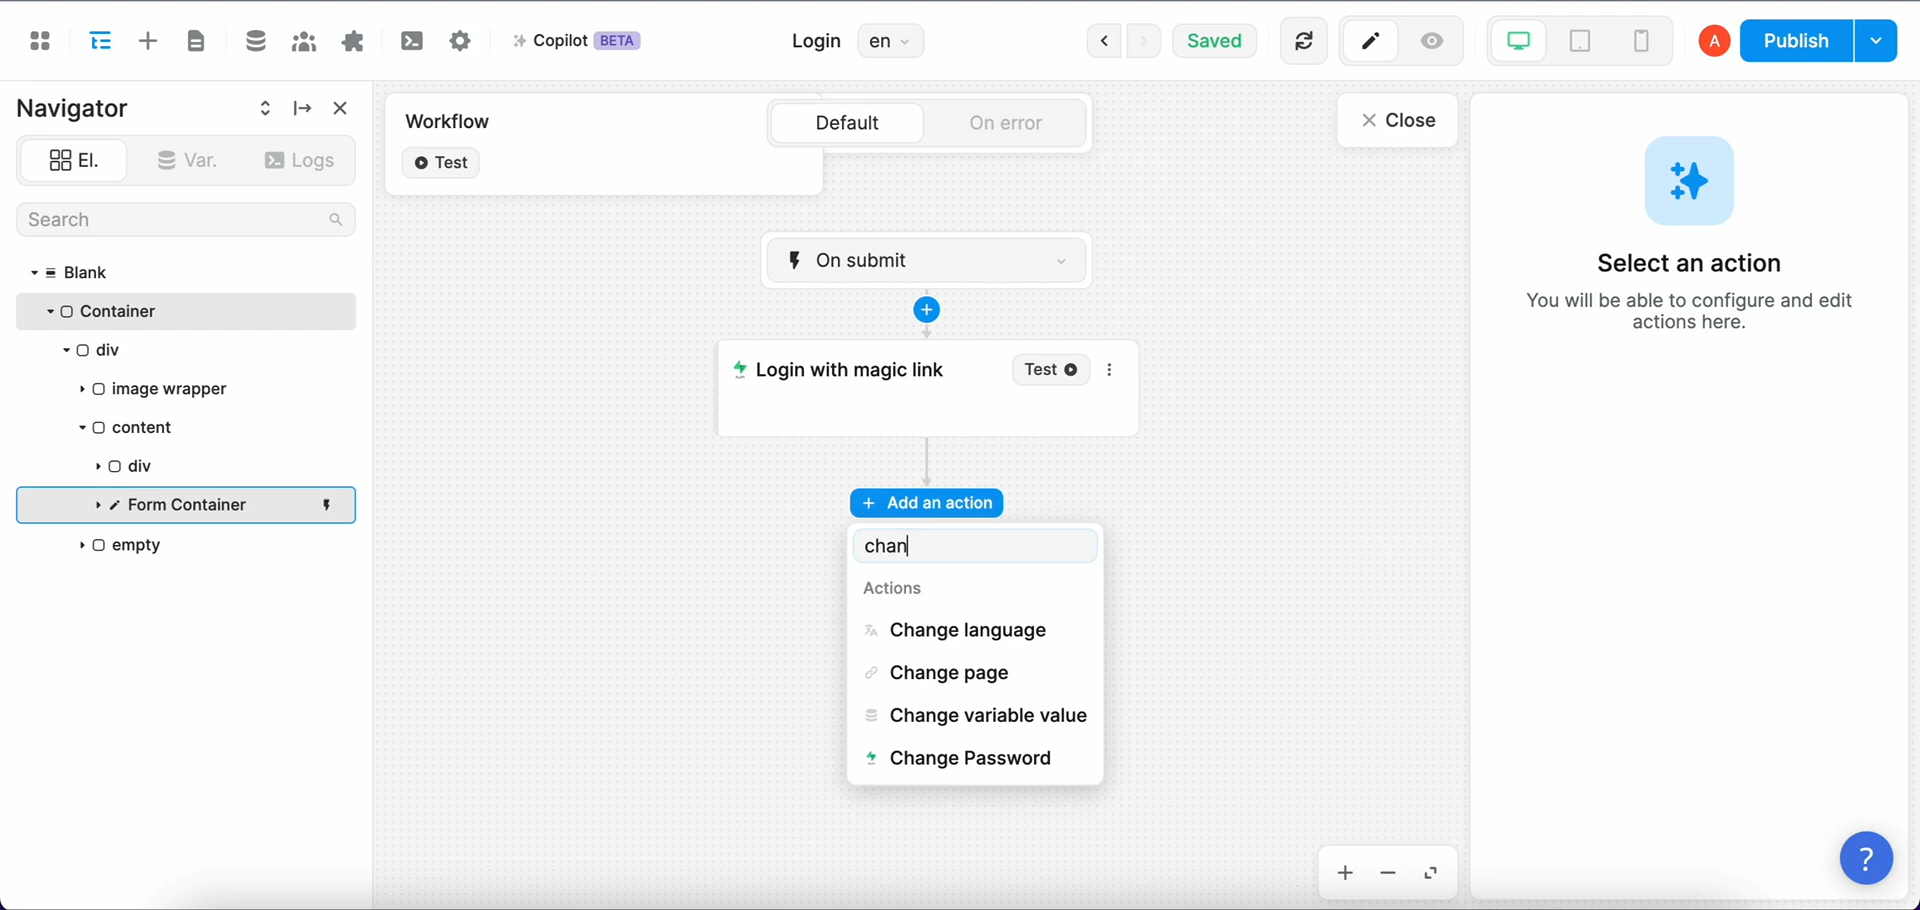 Copilot BETA
Login
en
Saved
A
Publish
Navigator
El.
Var.
Logs
Search
Blank
Container
div
image wrapper
content
div
Form Container
empty
Workflow
Test
Default
On error
Close
On submit
Login with magic link
Test
Add an action
chan
Actions
Change language
Change page
Change variable value
Change Password
Select an action
You will be able to configure and edit
actions here.
?